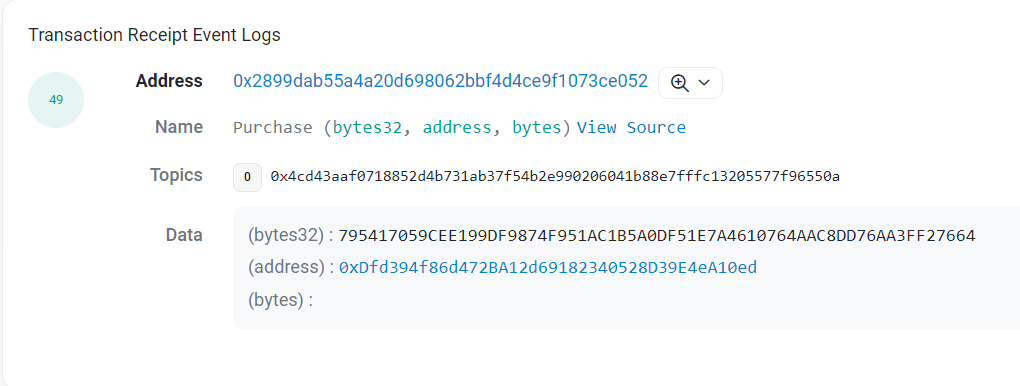 Transaction Receipt Event Logs
49
Address 0x2899dab55a4a20d698062bbf4d4ce9f1073ce052
Name Purchase (bytes32, address, bytes) View Source
Topics 0 0x4cd43aaf0718852d4b731ab37f54b2e990206041b88e7fffc13205577f96550a
Data (bytes32) : 795417059CEE199DF9874F951AC1B5A0DF51E7A4610764AAC8DD76AA3FF27664
(address) : 0xDfd394f86d472BA12d69182340528D39E4eA10ed
(bytes) :